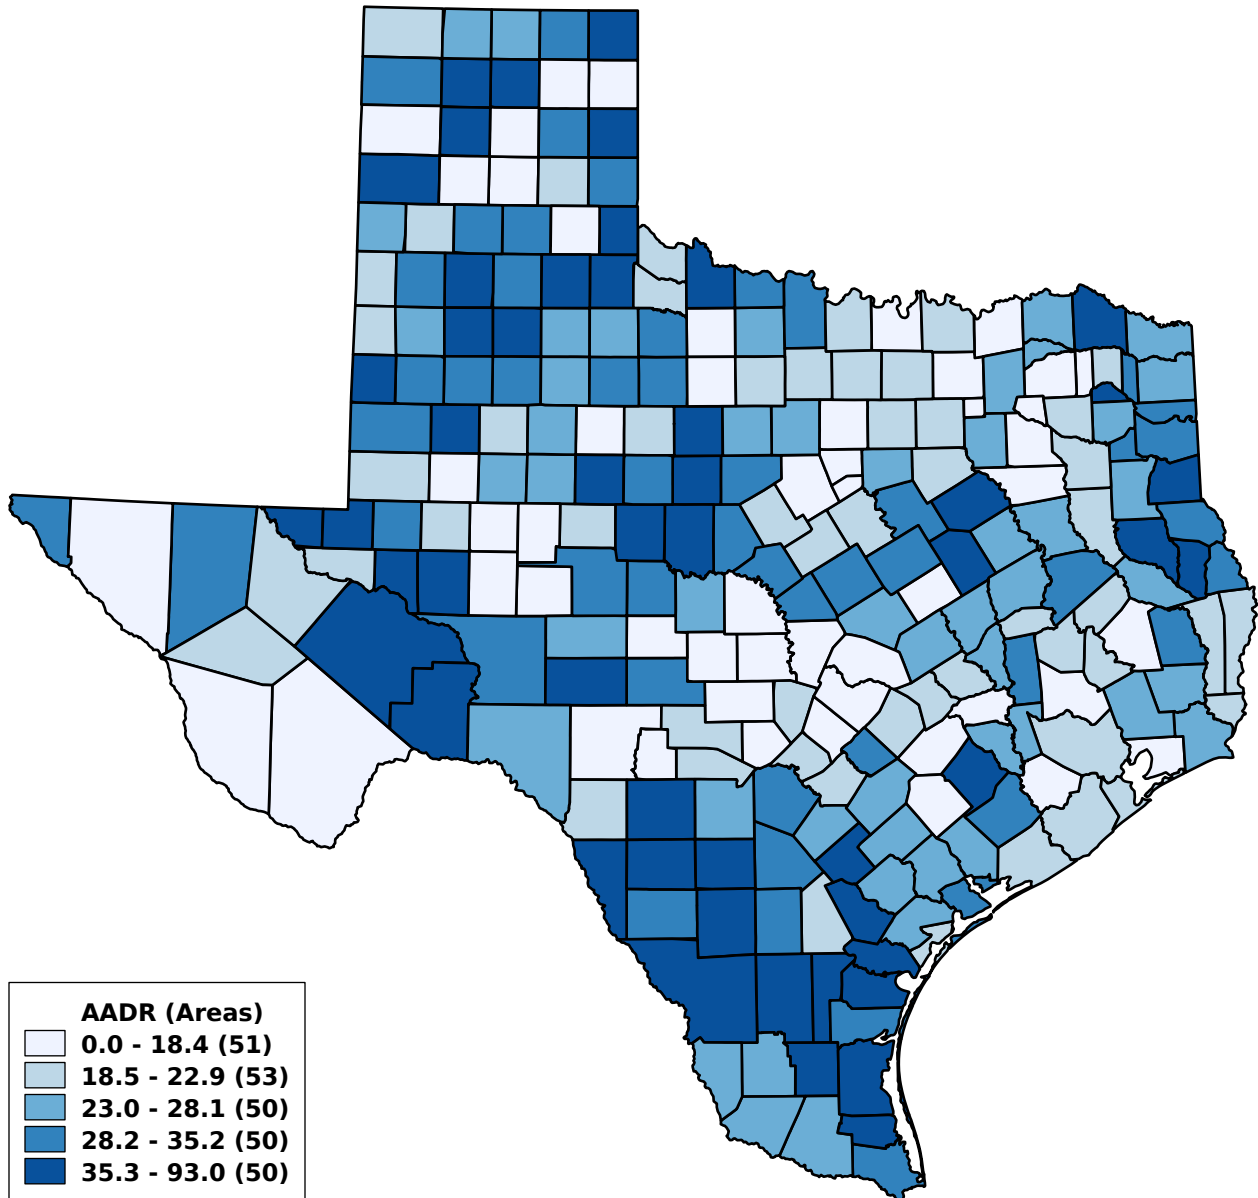 AADR (Areas)
0.0 - 18.4 (51)
18.5 - 22.9 (53)
23.0 - 28.1 (50)
28.2 - 35.2 (50)
35.3 - 93.0 (50)